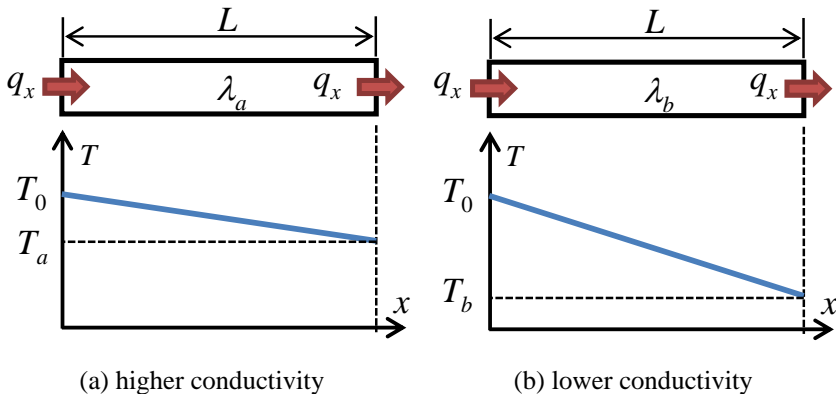 L
q_x λ_a q_x
T
T_0
T_a
x
(a) higher conductivity
L
q_x λ_b q_x
T
T_0
T_b
x
(b) lower conductivity